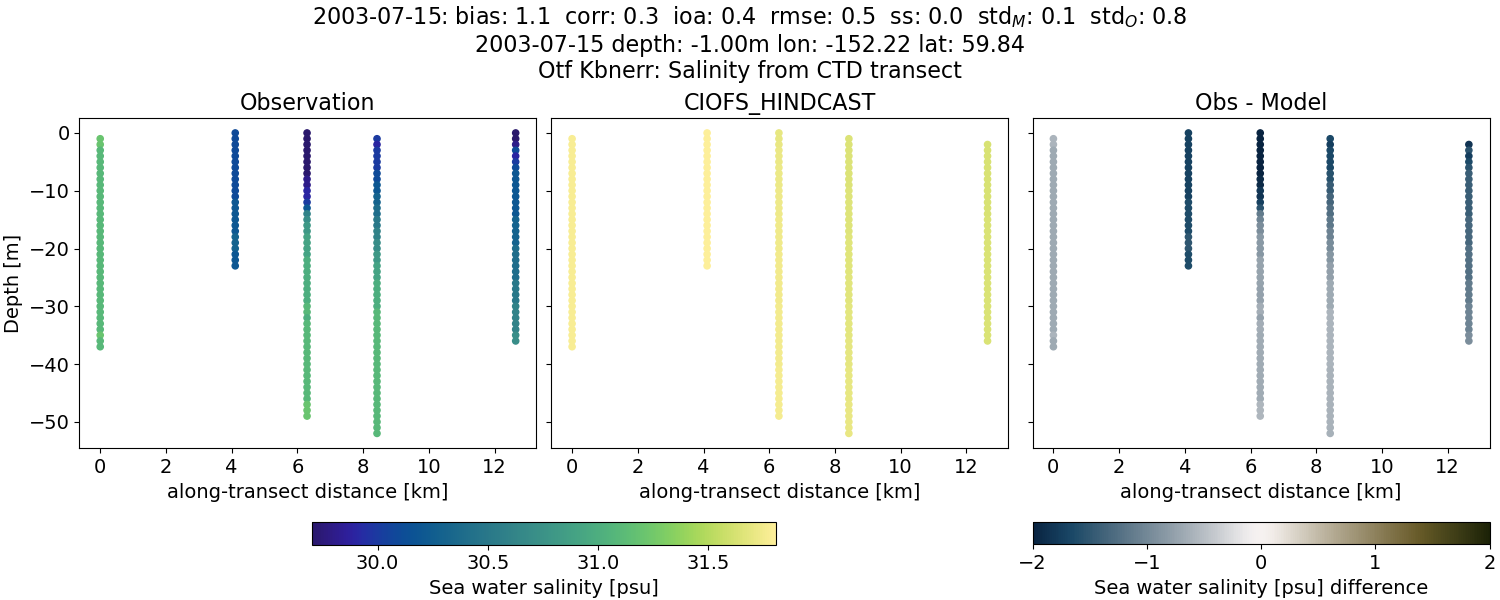 2003-07-15: bias: 1.1 corr: 0.3 ioa: 0.4 rmse: 0.5 ss: 0.0 std_M: 0.1 std_O: 0.8
2003-07-15 depth: -1.00m lon: -152.22 lat: 59.84
Otf Kbnerr: Salinity from CTD transect
Observation
CIOFS_HINDCAST
Obs - Model
Depth [m]
0
−10
−20
−30
−40
−50
0 2 4 6 8 10 12
0 2 4 6 8 10 12
0 2 4 6 8 10 12
along-transect distance [km]
along-transect distance [km]
along-transect distance [km]
30.0 30.5 31.0 31.5
Sea water salinity [psu]
−2 −1 0 1 2
Sea water salinity [psu] difference